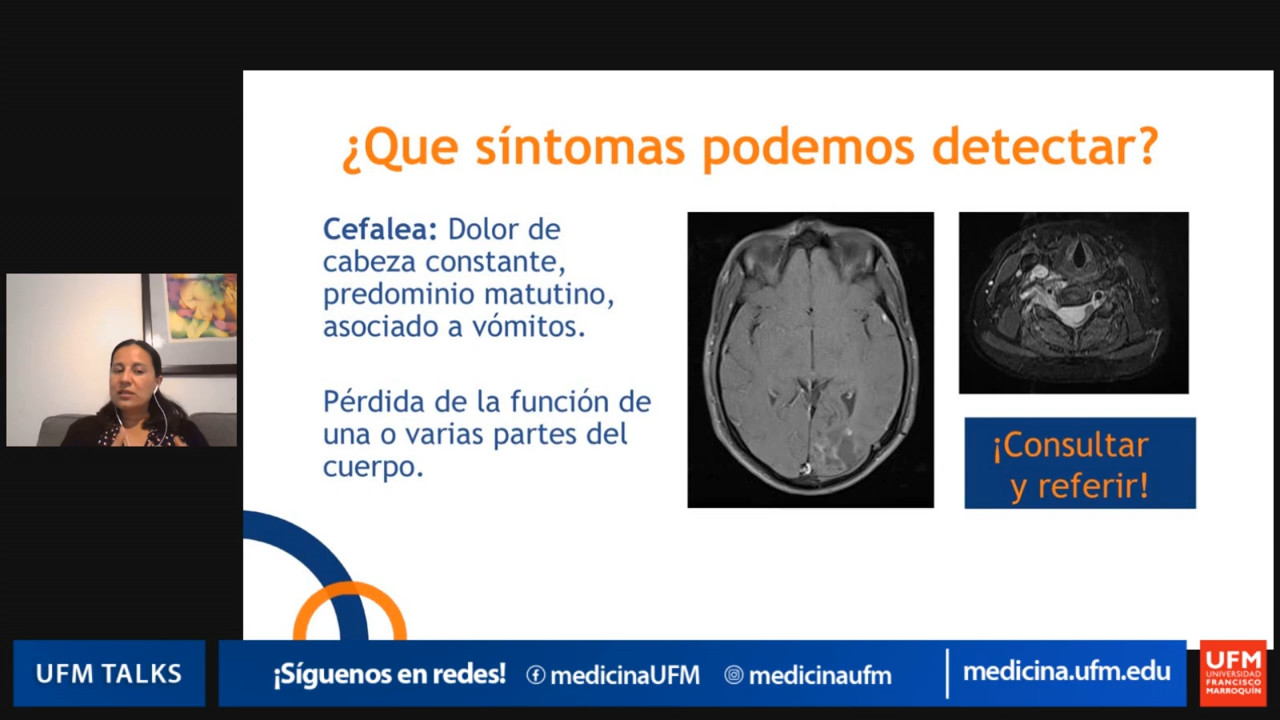 ¿Que síntomas podemos detectar?
Cefalea: Dolor de
cabeza constante,
predominio matutino,
asociado a vómitos.
Pérdida de la función de
una o varias partes del
cuerpo.
¡Consultar
y referir!
UFM TALKS
¡Síguenos en redes! medicinaUFM medicinaufm
medicina.ufm.edu
UFM
UNIVERSIDAD
FRANCISCO
MARROQUÍN